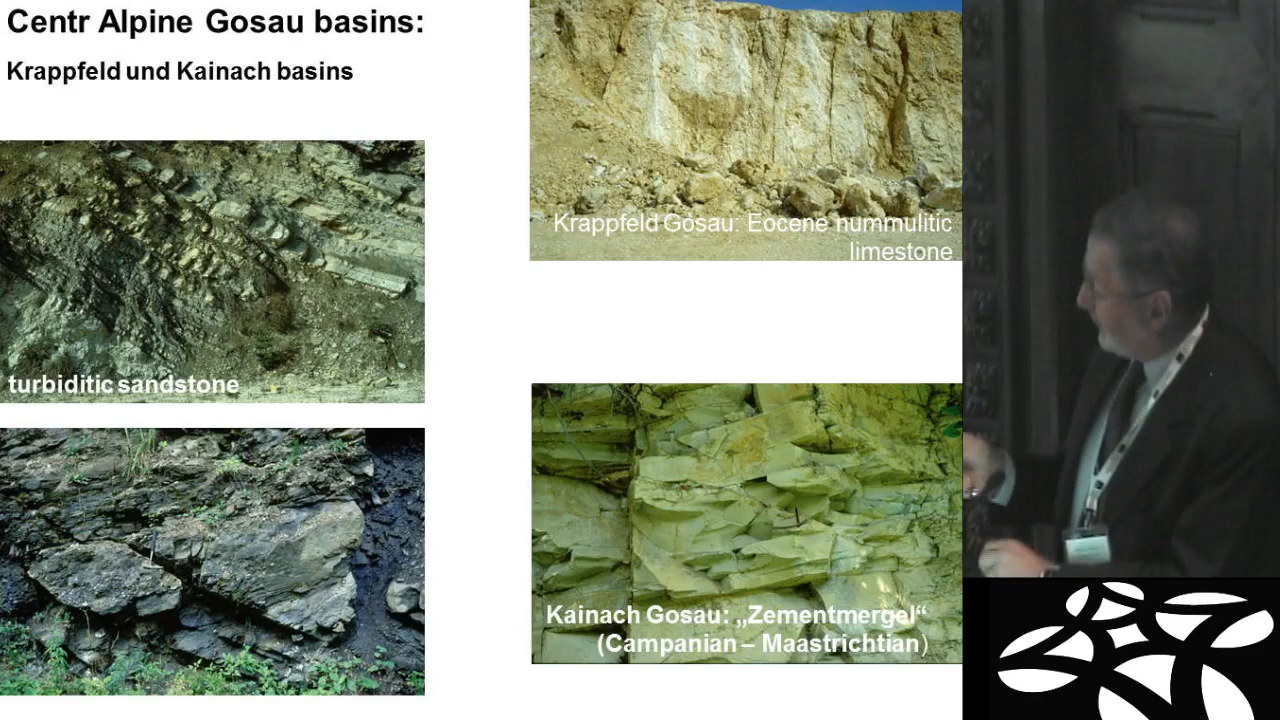 Centr Alpine Gosau basins:
Krappfeld und Kainach basins
Krappfeld Gosau: Eocene nummulitic
limestone
turbiditic sandstone
Kainach Gosau: „Zementmergel“
(Campanian – Maastrichtian)